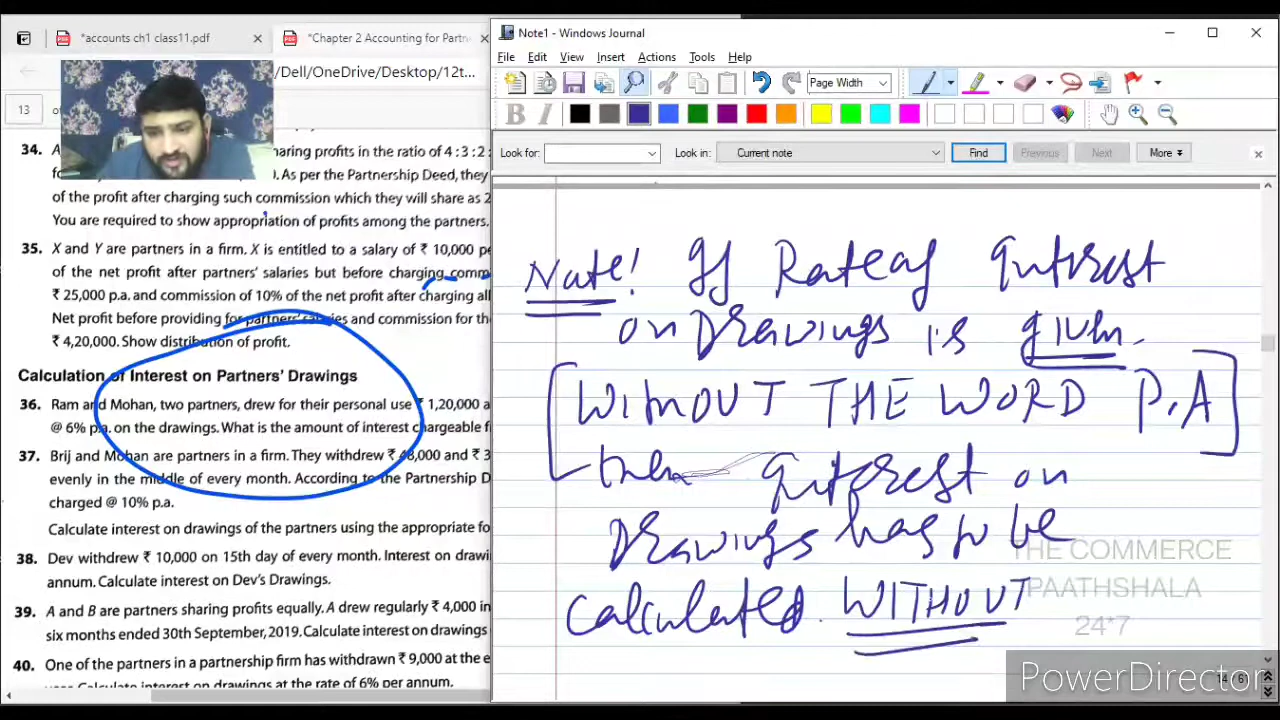 *accounts ch1 class11.pdf
*Chapter 2 Accounting for Partn
/Dell/OneDrive/Desktop/12t...
13
34.
haring profits in the ratio of 4 : 3 : 2 :
. As per the Partnership Deed, they
of the profit after charging such commission which they will share as 2
You are required to show appropriation of profits among the partners.
35. X and Y are partners in a firm. X is entitled to a salary of ₹ 10,000 pe
of the net profit after partners' salaries but before charging comm
₹ 25,000 p.a. and commission of 10% of the net profit after charging all
Net profit before providing for partners' salaries and commission for the
₹ 4,20,000. Show distribution of profit.
Calculation of Interest on Partners' Drawings
36. Ram and Mohan, two partners, drew for their personal use ₹ 1,20,000 a
@ 6% p.a. on the drawings. What is the amount of interest chargeable f
37. Brij and Mohan are partners in a firm. They withdrew ₹ 48,000 and ₹ 3
evenly in the middle of every month. According to the Partnership D
charged @ 10% p.a.
Calculate interest on drawings of the partners using the appropriate fo
38. Dev withdrew ₹ 10,000 on 15th day of every month. Interest on drawi
annum. Calculate interest on Dev's Drawings.
39. A and B are partners sharing profits equally. A drew regularly ₹ 4,000 in
six months ended 30th September, 2019. Calculate interest on drawings
40. One of the partners in a partnership firm has withdrawn ₹ 9,000 at the e
year. Calculate interest on drawings at the rate of 6% per annum.
Note1 - Windows Journal
File Edit View Insert Actions Tools Help
Page Width
B I
Look for: Look in: Current note Find Previous Next More
Note! If Rate of Interest
on Drawings is given.
[WITHOUT THE WORD P.A]
then interest on
Drawings has to be
calculated. WITHOUT
THE COMMERCE
PAATHSHALA
24*7
PowerDirector